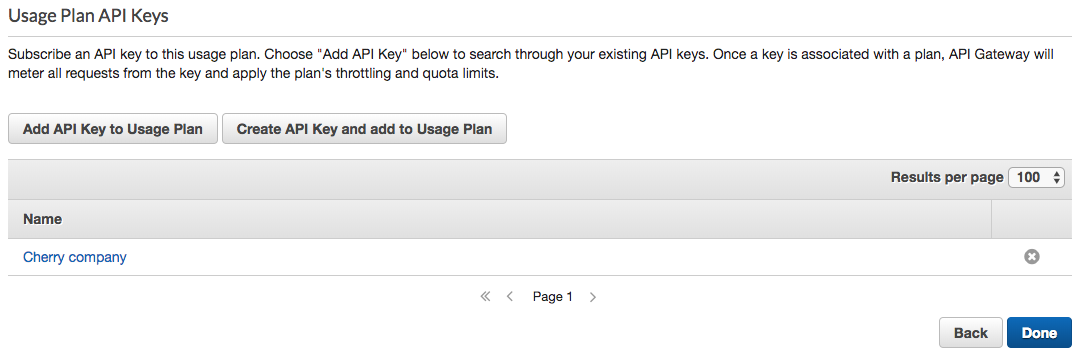 Usage Plan API Keys
Subscribe an API key to this usage plan. Choose "Add API Key" below to search through your existing API keys. Once a key is associated with a plan, API Gateway will
meter all requests from the key and apply the plan's throttling and quota limits.
Add API Key to Usage Plan Create API Key and add to Usage Plan
Results per page 100
Name
Cherry company
Page 1
Back Done